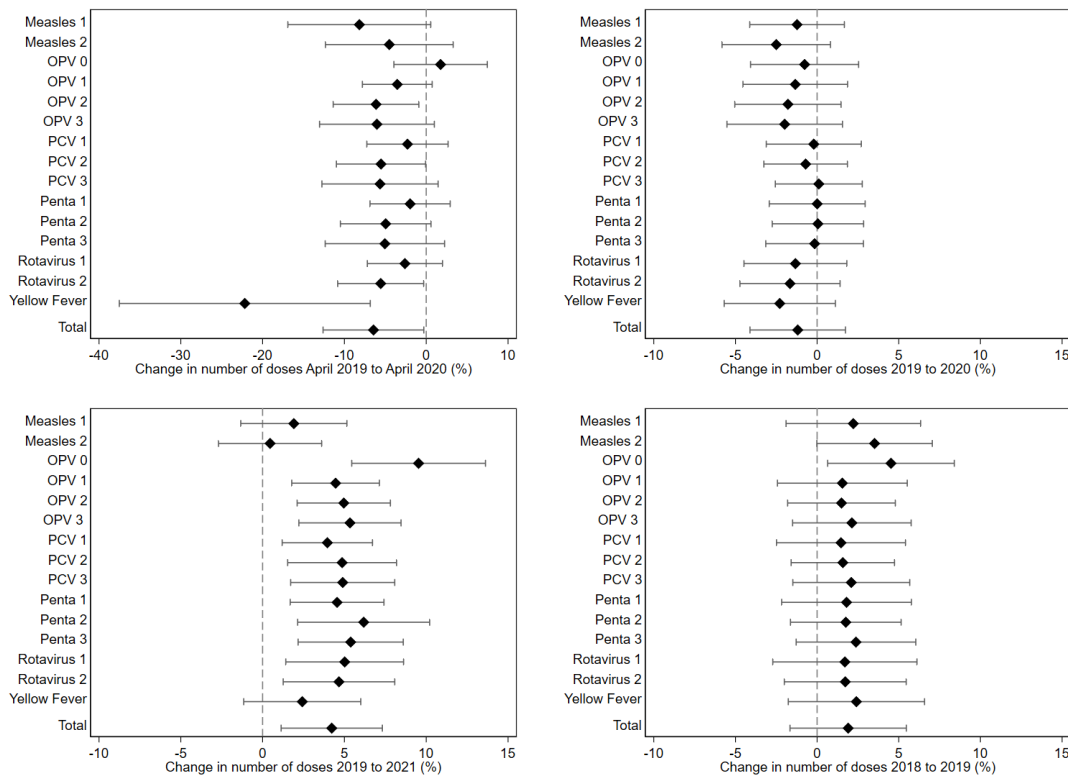 Measles 1
Measles 2
OPV 0
OPV 1
OPV 2
OPV 3
PCV 1
PCV 2
PCV 3
Penta 1
Penta 2
Penta 3
Rotavirus 1
Rotavirus 2
Yellow Fever
Total
-40 -30 -20 -10 0 10
Change in number of doses April 2019 to April 2020 (%)
Measles 1
Measles 2
OPV 0
OPV 1
OPV 2
OPV 3
PCV 1
PCV 2
PCV 3
Penta 1
Penta 2
Penta 3
Rotavirus 1
Rotavirus 2
Yellow Fever
Total
-10 -5 0 5 10 15
Change in number of doses 2019 to 2020 (%)
Measles 1
Measles 2
OPV 0
OPV 1
OPV 2
OPV 3
PCV 1
PCV 2
PCV 3
Penta 1
Penta 2
Penta 3
Rotavirus 1
Rotavirus 2
Yellow Fever
Total
-10 -5 0 5 10 15
Change in number of doses 2019 to 2021 (%)
Measles 1
Measles 2
OPV 0
OPV 1
OPV 2
OPV 3
PCV 1
PCV 2
PCV 3
Penta 1
Penta 2
Penta 3
Rotavirus 1
Rotavirus 2
Yellow Fever
Total
-10 -5 0 5 10 15
Change in number of doses 2018 to 2019 (%)